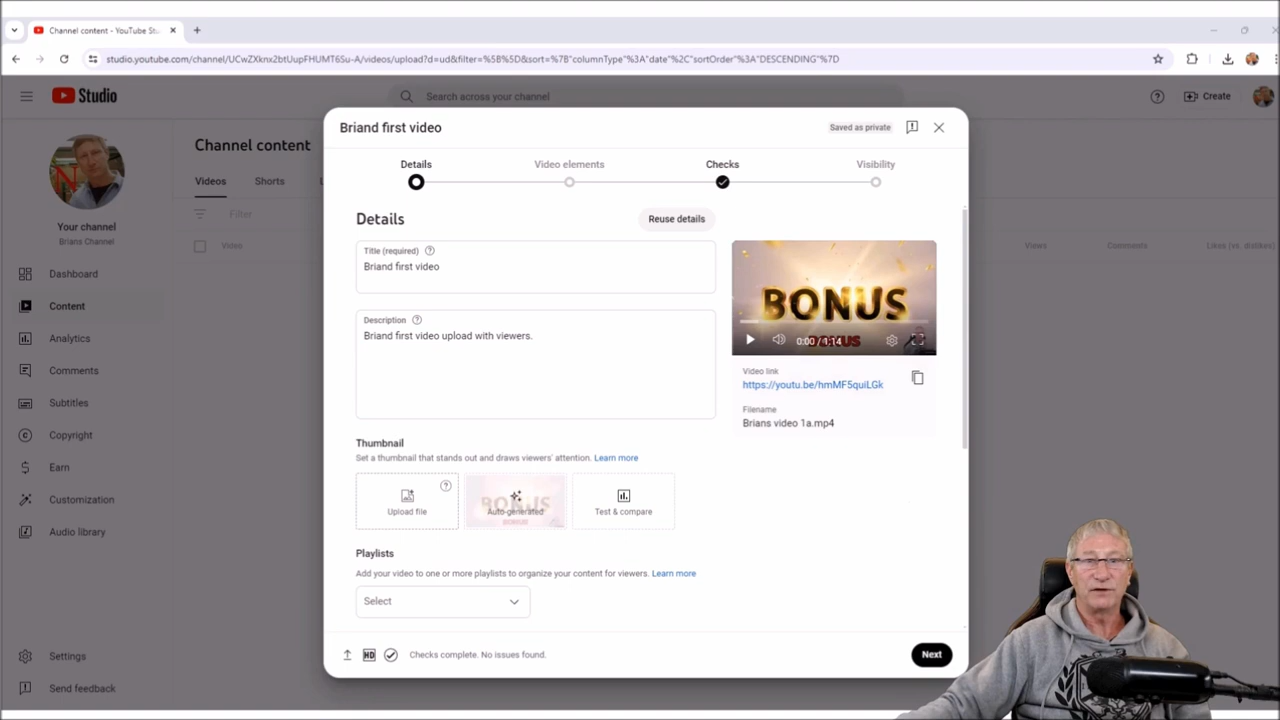 Channel content - YouTube Stu
studio.youtube.com/channel/UCwZXknx2btUupFHUMT6Su-A/videos/upload?d=ud&filter=%5B%5D&sort=%7B"columnType"%3A"date"%2C"sortOrder"%3A"DESCENDING"%7D
Studio
Search across your channel
Create
Your channel
Brians Channel
Dashboard
Content
Analytics
Comments
Subtitles
Copyright
Earn
Customization
Audio library
Settings
Send feedback
Channel content
Videos
Shorts
Filter
Video
Views
Comments
Likes (vs. dislikes)
Briand first video
Saved as private
Details
Video elements
Checks
Visibility
Details
Reuse details
Title (required)
Briand first video
Description
Briand first video upload with viewers.
BONUS
BONUS
0:00 / 1:14
Video link
https://youtu.be/hmMF5quiLGk
Filename
Brians video 1a.mp4
Thumbnail
Set a thumbnail that stands out and draws viewers' attention. Learn more
Upload file
BONUS
Auto-generated
BONUS
Test & compare
Playlists
Add your video to one or more playlists to organize your content for viewers. Learn more
Select
HD
Checks complete. No issues found.
Next